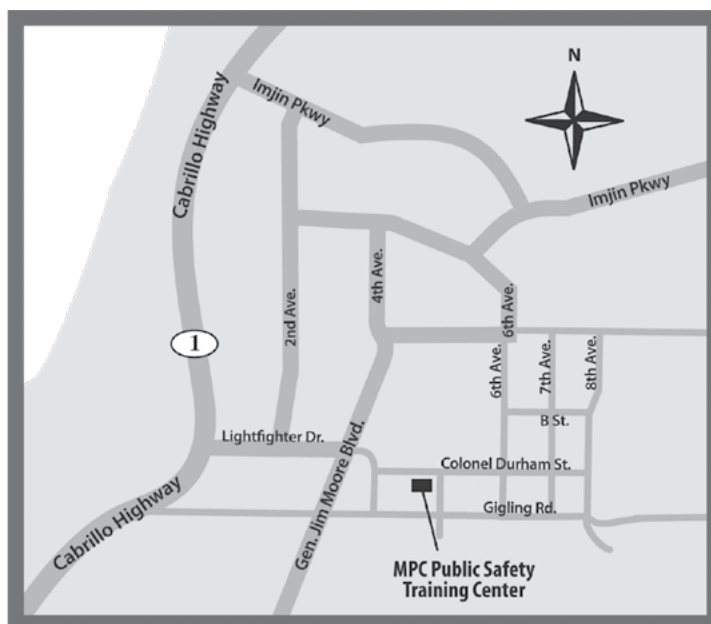 N
Imjin Pkwy
Cabrillo Highway
Imjin Pkwy
4th Ave.
2nd Ave.
6th Ave.
1
6th Ave.
7th Ave.
8th Ave.
B St.
Lightfighter Dr.
Gen. Jim Moore Blvd.
Colonel Durham St.
Gigling Rd.
Cabrillo Highway
MPC Public Safety
Training Center